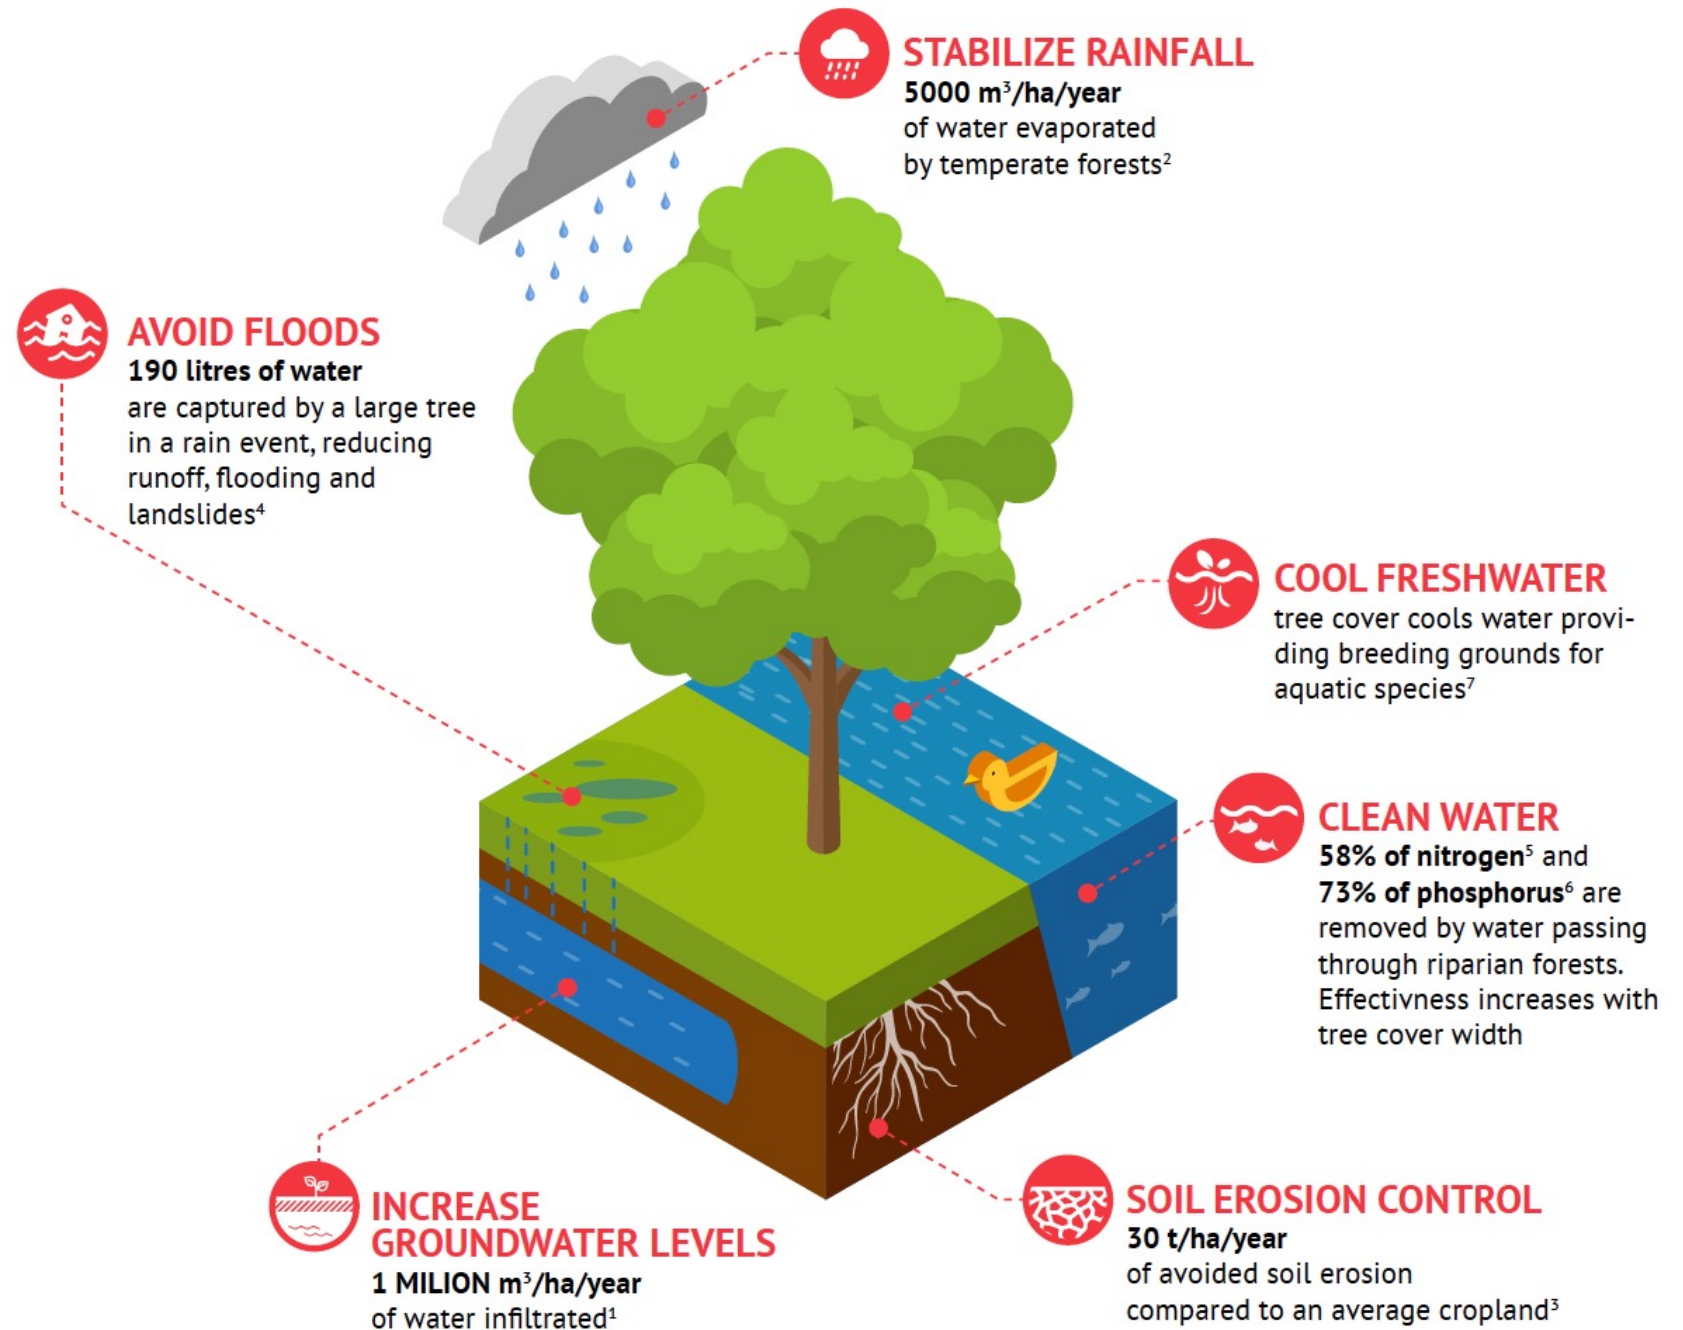 STABILIZE RAINFALL
5000 m³/ha/year
of water evaporated
by temperate forests²
AVOID FLOODS
190 litres of water
are captured by a large tree
in a rain event, reducing
runoff, flooding and
landslides⁴
COOL FRESHWATER
tree cover cools water provi-
ding breeding grounds for
aquatic species⁷
CLEAN WATER
58% of nitrogen⁵ and
73% of phosphorus⁶ are
removed by water passing
through riparian forests.
Effectivness increases with
tree cover width
INCREASE
GROUNDWATER LEVELS
1 MILION m³/ha/year
of water infiltrated¹
SOIL EROSION CONTROL
30 t/ha/year
of avoided soil erosion
compared to an average cropland³